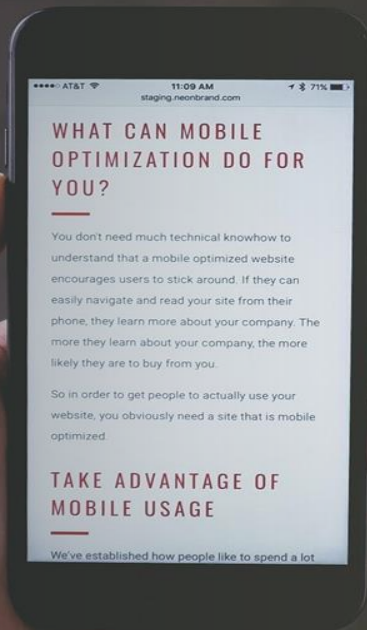 ●●●●○ AT&T 11:09 AM 71%
staging.neonbrand.com
WHAT CAN MOBILE
OPTIMIZATION DO FOR
YOU?
You don't need much technical knowhow to
understand that a mobile optimized website
encourages users to stick around. If they can
easily navigate and read your site from their
phone, they learn more about your company. The
more they learn about your company, the more
likely they are to buy from you.
So in order to get people to actually use your
website, you obviously need a site that is mobile
optimized.
TAKE ADVANTAGE OF
MOBILE USAGE
We've established how people like to spend a lot